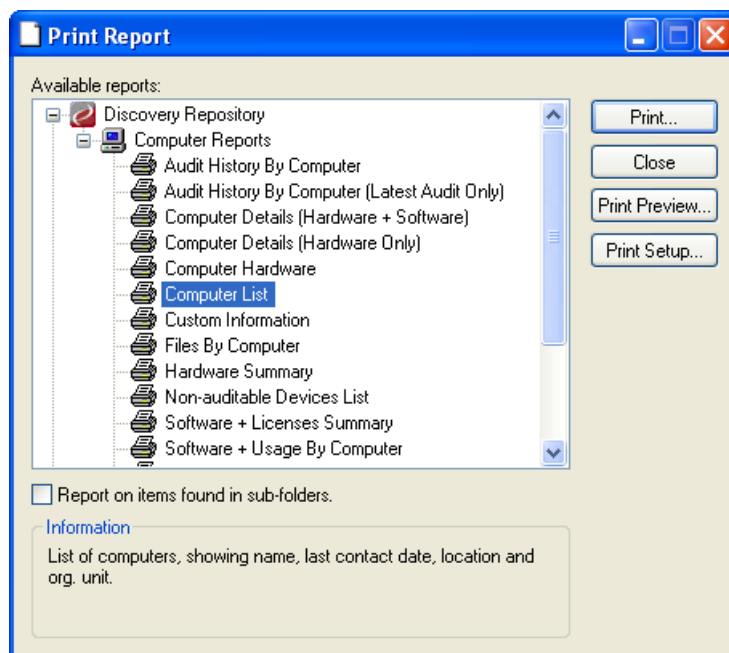 Print Report
Available reports:
Discovery Repository
Computer Reports
Audit History By Computer
Audit History By Computer (Latest Audit Only)
Computer Details (Hardware + Software)
Computer Details (Hardware Only)
Computer Hardware
Computer List
Custom Information
Files By Computer
Hardware Summary
Non-auditable Devices List
Software + Licenses Summary
Software + Usage By Computer
Print...
Close
Print Preview...
Print Setup...
Report on items found in sub-folders.
Information
List of computers, showing name, last contact date, location and
org. unit.